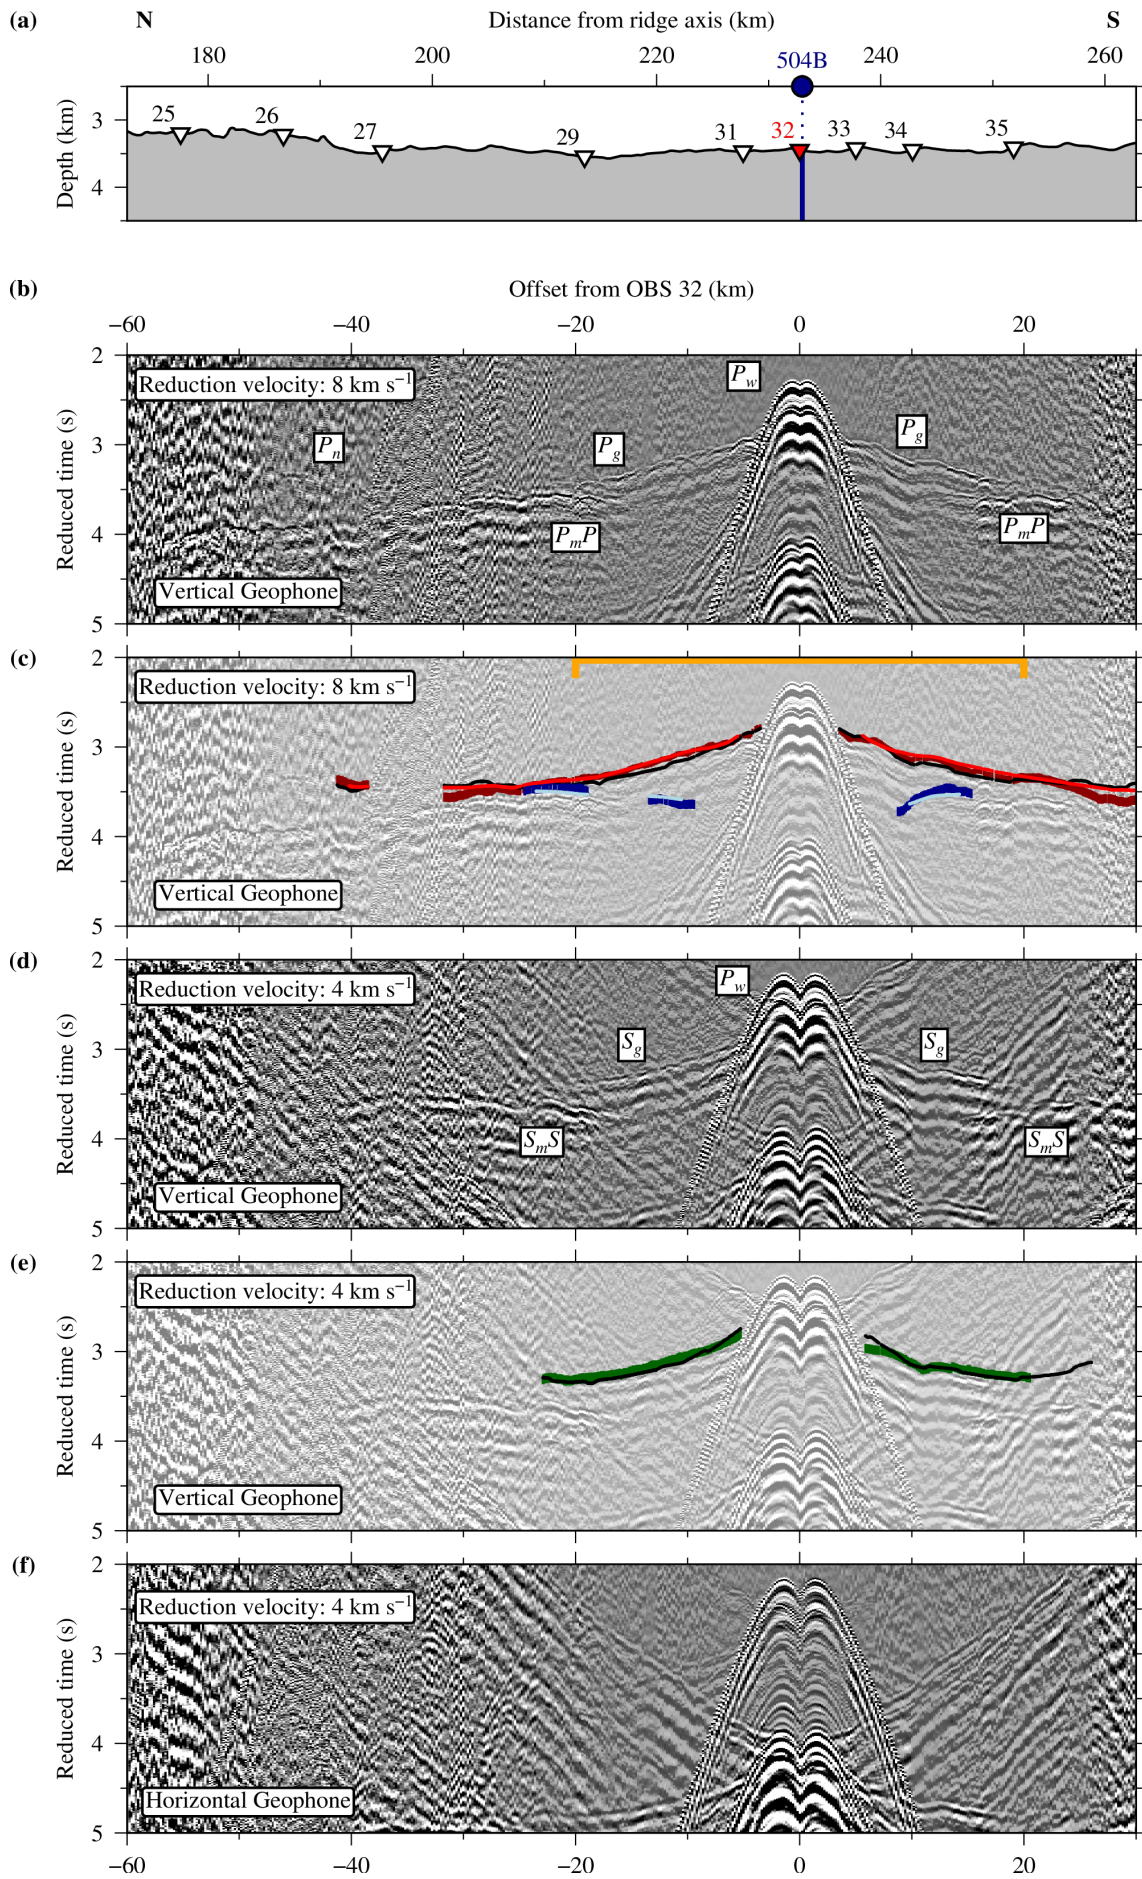 (a) N Distance from ridge axis (km) S
180 200 220 240 260
504B
25 26 27 29 31 32 33 34 35
Depth (km)
3
4
(b) Offset from OBS 32 (km)
−60 −40 −20 0 20
Reduced time (s)
2
3
4
5
Reduction velocity: 8 km s⁻¹
Pw
Pn Pg Pg
PmP PmP
Vertical Geophone
(c)
Reduced time (s)
2
3
4
5
Reduction velocity: 8 km s⁻¹
Vertical Geophone
(d)
Reduced time (s)
2
3
4
5
Reduction velocity: 4 km s⁻¹
Pw
Sg Sg
SmS SmS
Vertical Geophone
(e)
Reduced time (s)
2
3
4
5
Reduction velocity: 4 km s⁻¹
Vertical Geophone
(f)
Reduced time (s)
2
3
4
5
Reduction velocity: 4 km s⁻¹
Horizontal Geophone
−60 −40 −20 0 20